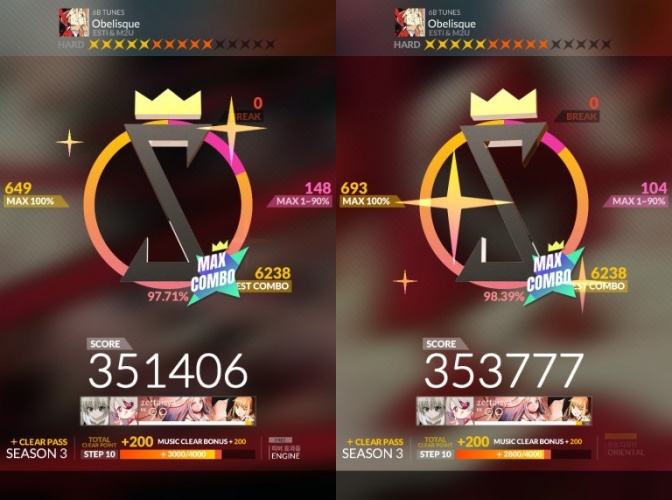 6B TUNES
Obelisque
ESTi & M2U
HARD
0
BREAK
649
MAX 100%
148
MAX 1~90%
MAX
COMBO
6238
EST COMBO
97.71%
SCORE
351406
+ CLEAR PASS
SEASON 3
TOTAL
CLEAR POINT
+200
MUSIC CLEAR BONUS + 200
STEP 10
+ 3000/4000
ENGINE
6B TUNES
Obelisque
ESTi & M2U
HARD
0
BREAK
693
MAX 100%
104
MAX 1~90%
MAX
COMBO
6238
EST COMBO
98.39%
SCORE
353777
+ CLEAR PASS
SEASON 3
TOTAL
CLEAR POINT
+200
MUSIC CLEAR BONUS + 200
STEP 10
+ 2800/4000
ORIENTAL